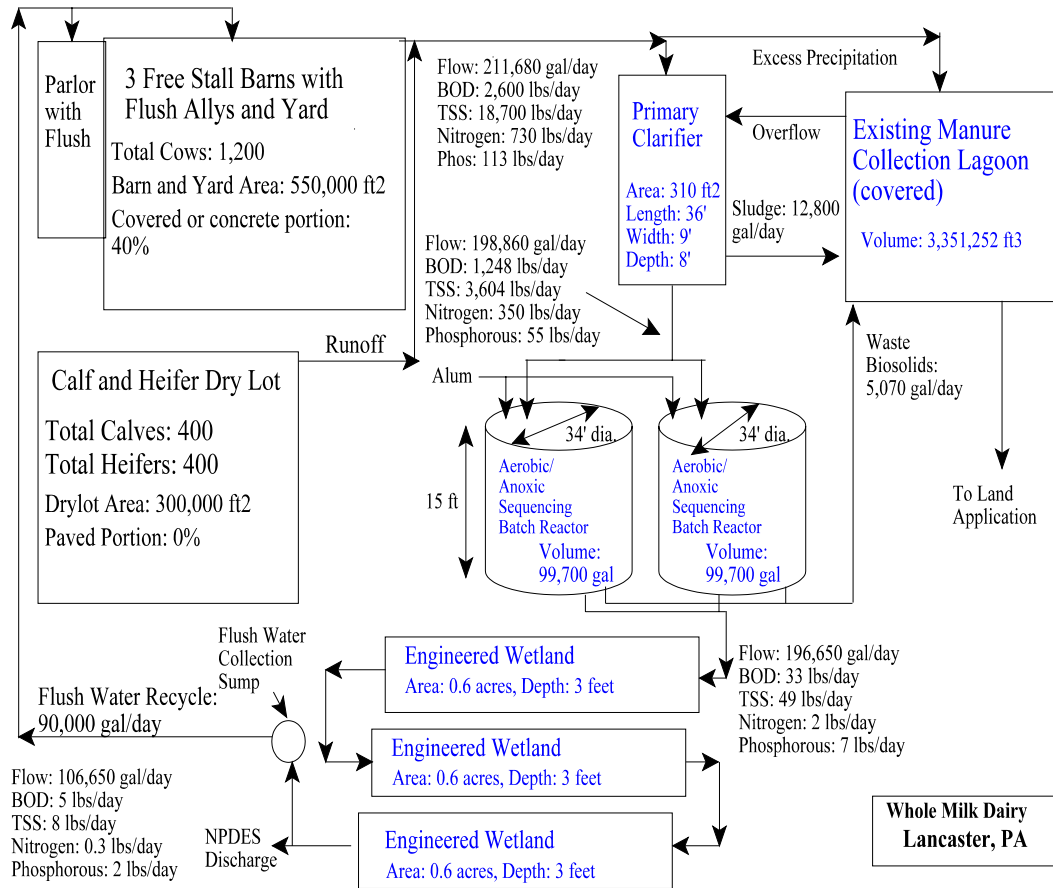 Parlor
with
Flush
3 Free Stall Barns with
Flush Allys and Yard
Total Cows: 1,200
Barn and Yard Area: 550,000 ft2
Covered or concrete portion:
40%
Flow: 211,680 gal/day
BOD: 2,600 lbs/day
TSS: 18,700 lbs/day
Nitrogen: 730 lbs/day
Phos: 113 lbs/day
Primary
Clarifier
Area: 310 ft2
Length: 36'
Width: 9'
Depth: 8'
Excess Precipitation
Overflow
Sludge: 12,800
gal/day
Existing Manure
Collection Lagoon
(covered)
Volume: 3,351,252 ft3
Flow: 198,860 gal/day
BOD: 1,248 lbs/day
TSS: 3,604 lbs/day
Nitrogen: 350 lbs/day
Phosphorous: 55 lbs/day
Runoff
Calf and Heifer Dry Lot
Total Calves: 400
Total Heifers: 400
Drylot Area: 300,000 ft2
Paved Portion: 0%
Alum
Waste
Biosolids:
5,070 gal/day
15 ft
34' dia.
Aerobic/
Anoxic
Sequencing
Batch Reactor
Volume:
99,700 gal
34' dia.
Aerobic/
Anoxic
Sequencing
Batch Reactor
Volume:
99,700 gal
To Land
Application
Flush Water
Collection
Sump
Flush Water Recycle:
90,000 gal/day
Engineered Wetland
Area: 0.6 acres, Depth: 3 feet
Flow: 196,650 gal/day
BOD: 33 lbs/day
TSS: 49 lbs/day
Nitrogen: 2 lbs/day
Phosphorous: 7 lbs/day
Engineered Wetland
Area: 0.6 acres, Depth: 3 feet
Flow: 106,650 gal/day
BOD: 5 lbs/day
TSS: 8 lbs/day
Nitrogen: 0.3 lbs/day
Phosphorous: 2 lbs/day
NPDES
Discharge
Engineered Wetland
Area: 0.6 acres, Depth: 3 feet
Whole Milk Dairy
Lancaster, PA